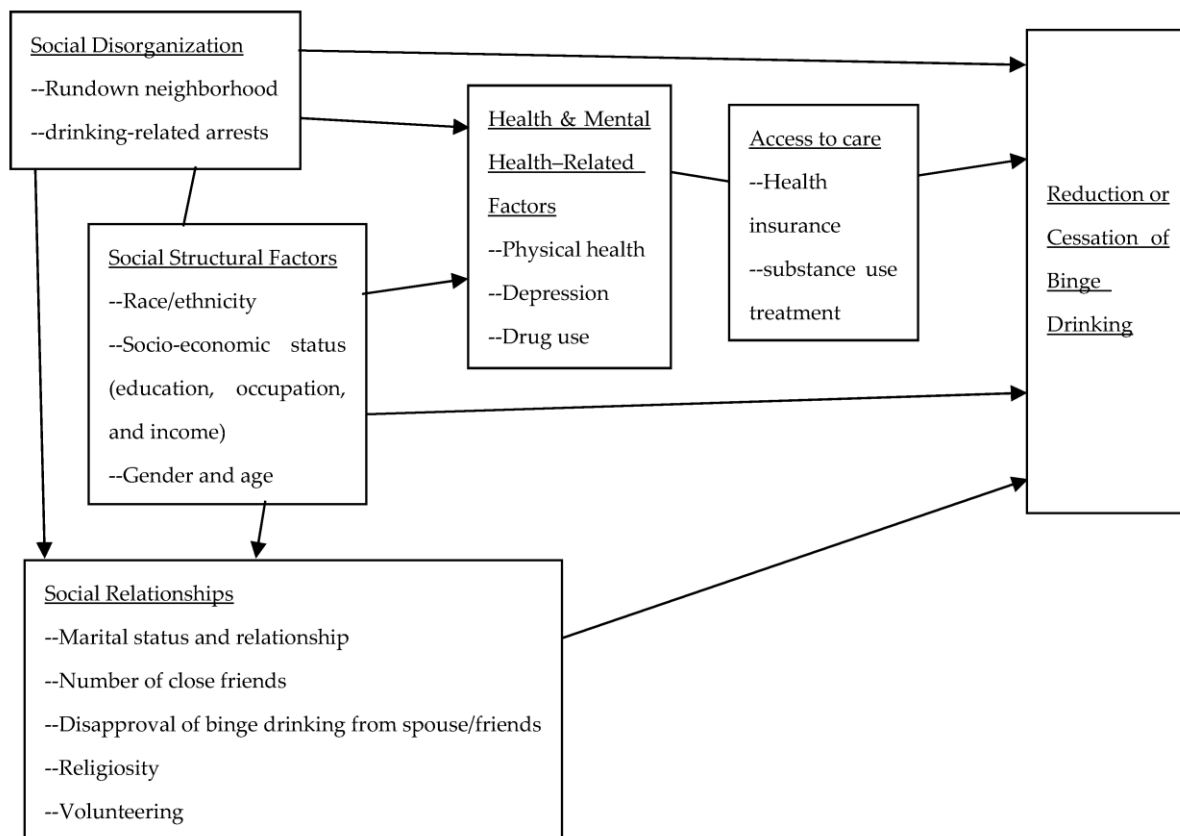 Social Disorganization
--Rundown neighborhood
--drinking-related arrests
Social Structural Factors
--Race/ethnicity
--Socio-economic status
(education, occupation,
and income)
--Gender and age
Health & Mental
Health–Related
Factors
--Physical health
--Depression
--Drug use
Access to care
--Health
insurance
--substance use
treatment
Reduction or
Cessation of
Binge
Drinking
Social Relationships
--Marital status and relationship
--Number of close friends
--Disapproval of binge drinking from spouse/friends
--Religiosity
--Volunteering